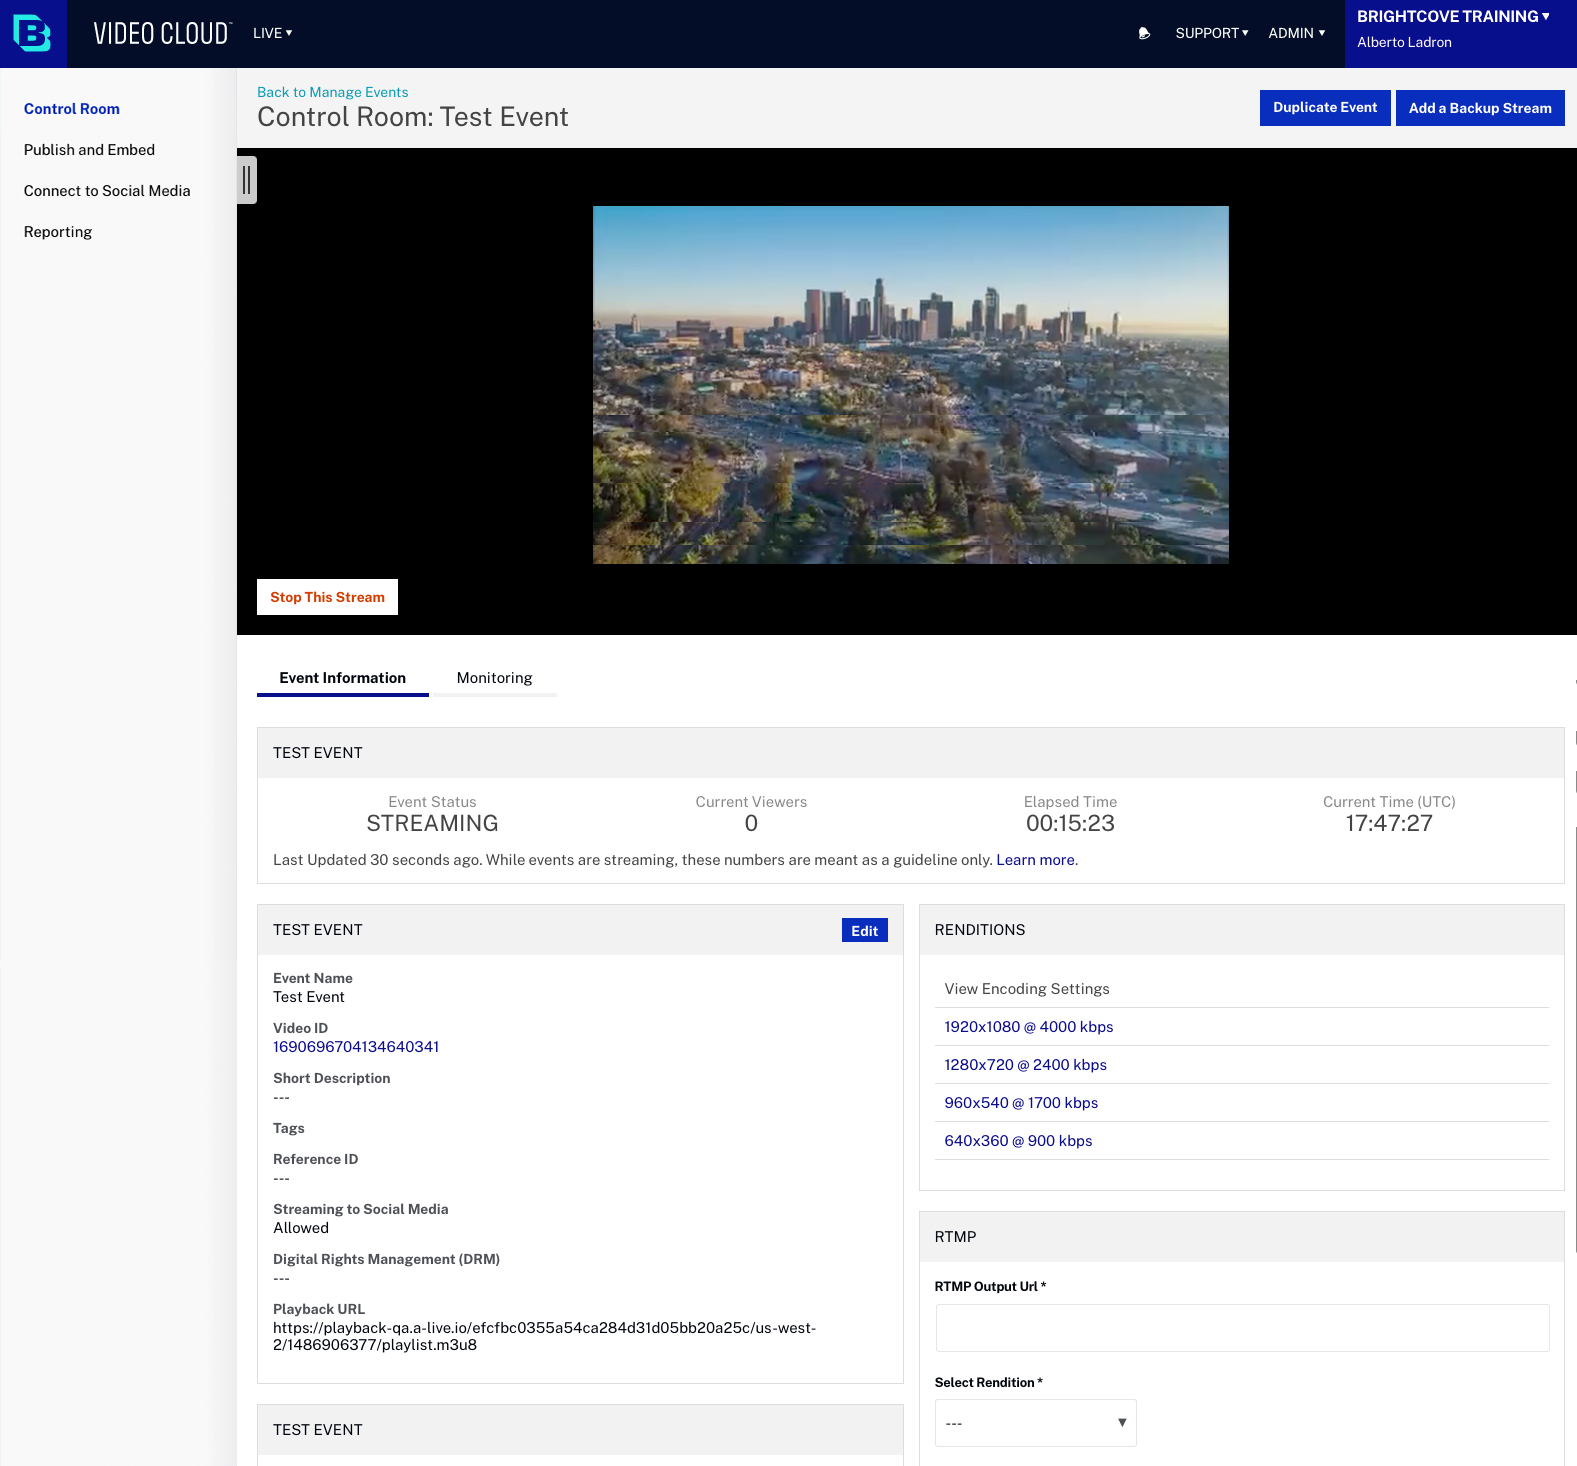 VIDEO CLOUD™
LIVE ▾
SUPPORT ▾
ADMIN ▾
BRIGHTCOVE TRAINING ▾
Alberto Ladron
Control Room
Publish and Embed
Connect to Social Media
Reporting
Back to Manage Events
Control Room: Test Event
Duplicate Event
Add a Backup Stream
Stop This Stream
Event Information
Monitoring
TEST EVENT
Event Status
STREAMING
Current Viewers
0
Elapsed Time
00:15:23
Current Time (UTC)
17:47:27
Last Updated 30 seconds ago. While events are streaming, these numbers are meant as a guideline only. Learn more.
TEST EVENT
Edit
Event Name
Test Event
Video ID
1690696704134640341
Short Description
---
Tags
Reference ID
---
Streaming to Social Media
Allowed
Digital Rights Management (DRM)
---
Playback URL
https://playback-qa.a-live.io/efcfbc0355a54ca284d31d05bb20a25c/us-west-
2/1486906377/playlist.m3u8
TEST EVENT
RENDITIONS
View Encoding Settings
1920x1080 @ 4000 kbps
1280x720 @ 2400 kbps
960x540 @ 1700 kbps
640x360 @ 900 kbps
RTMP
RTMP Output Url *
Select Rendition *
---